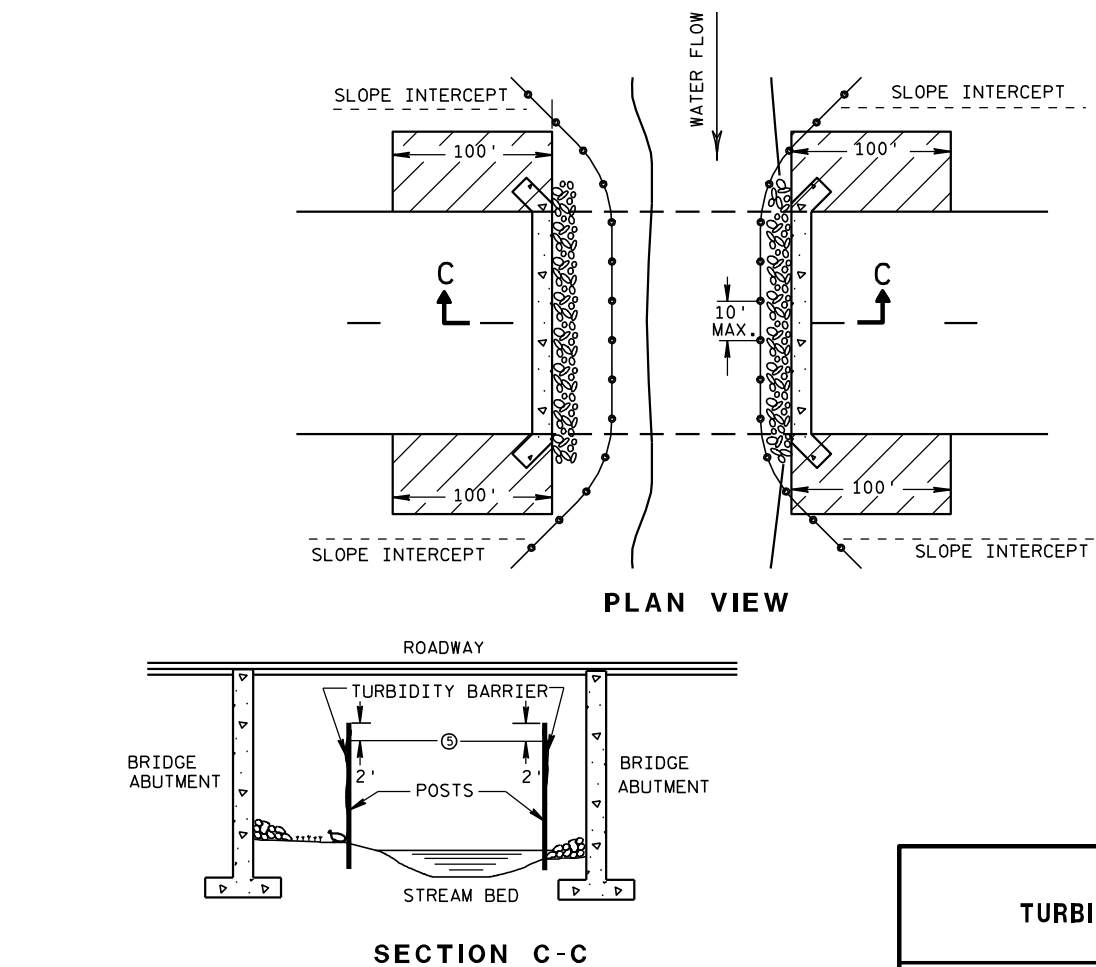 WATER FLOW
SLOPE INTERCEPT
SLOPE INTERCEPT
100'
100'
C
C
10'
MAX.
100'
100'
SLOPE INTERCEPT
SLOPE INTERCEPT
PLAN VIEW
ROADWAY
TURBIDITY BARRIER
5
BRIDGE
ABUTMENT
2'
2'
BRIDGE
ABUTMENT
POSTS
STREAM BED
TURBI
SECTION C-C